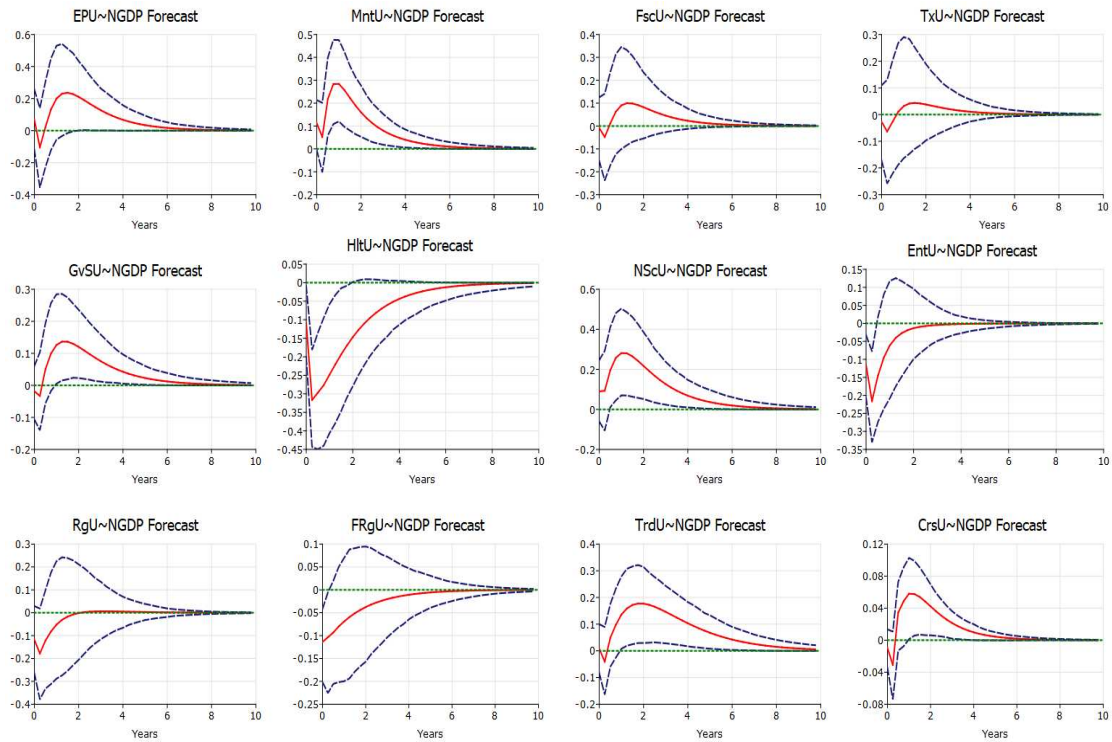 EPU~NGDP Forecast
0.6
0.4
0.2
0
-0.2
-0.4
0 2 4 6 8 10
Years
MntU~NGDP Forecast
0.5
0.4
0.3
0.2
0.1
0
-0.1
-0.2
0 2 4 6 8 10
Years
FscU~NGDP Forecast
0.4
0.3
0.2
0.1
0
-0.1
-0.2
-0.3
0 2 4 6 8 10
Years
TxU~NGDP Forecast
0.3
0.2
0.1
0
-0.1
-0.2
-0.3
0 2 4 6 8 10
Years
GvSU~NGDP Forecast
0.3
0.2
0.1
0
-0.1
-0.2
0 2 4 6 8 10
Years
HltU~NGDP Forecast
0.05
0
-0.05
-0.1
-0.15
-0.2
-0.25
-0.3
-0.35
-0.4
-0.45
0 2 4 6 8 10
Years
NScU~NGDP Forecast
0.6
0.4
0.2
0
-0.2
0 2 4 6 8 10
Years
EntU~NGDP Forecast
0.15
0.1
0.05
0
-0.05
-0.1
-0.15
-0.2
-0.25
-0.3
-0.35
0 2 4 6 8 10
Years
RgU~NGDP Forecast
0.3
0.2
0.1
0
-0.1
-0.2
-0.3
-0.4
0 2 4 6 8 10
Years
FRgU~NGDP Forecast
0.1
0.05
0
-0.05
-0.1
-0.15
-0.2
-0.25
0 2 4 6 8 10
Years
TrdU~NGDP Forecast
0.4
0.3
0.2
0.1
0
-0.1
-0.2
0 2 4 6 8 10
Years
CrsU~NGDP Forecast
0.12
0.08
0.04
0
-0.04
-0.08
0 2 4 6 8 10
Years